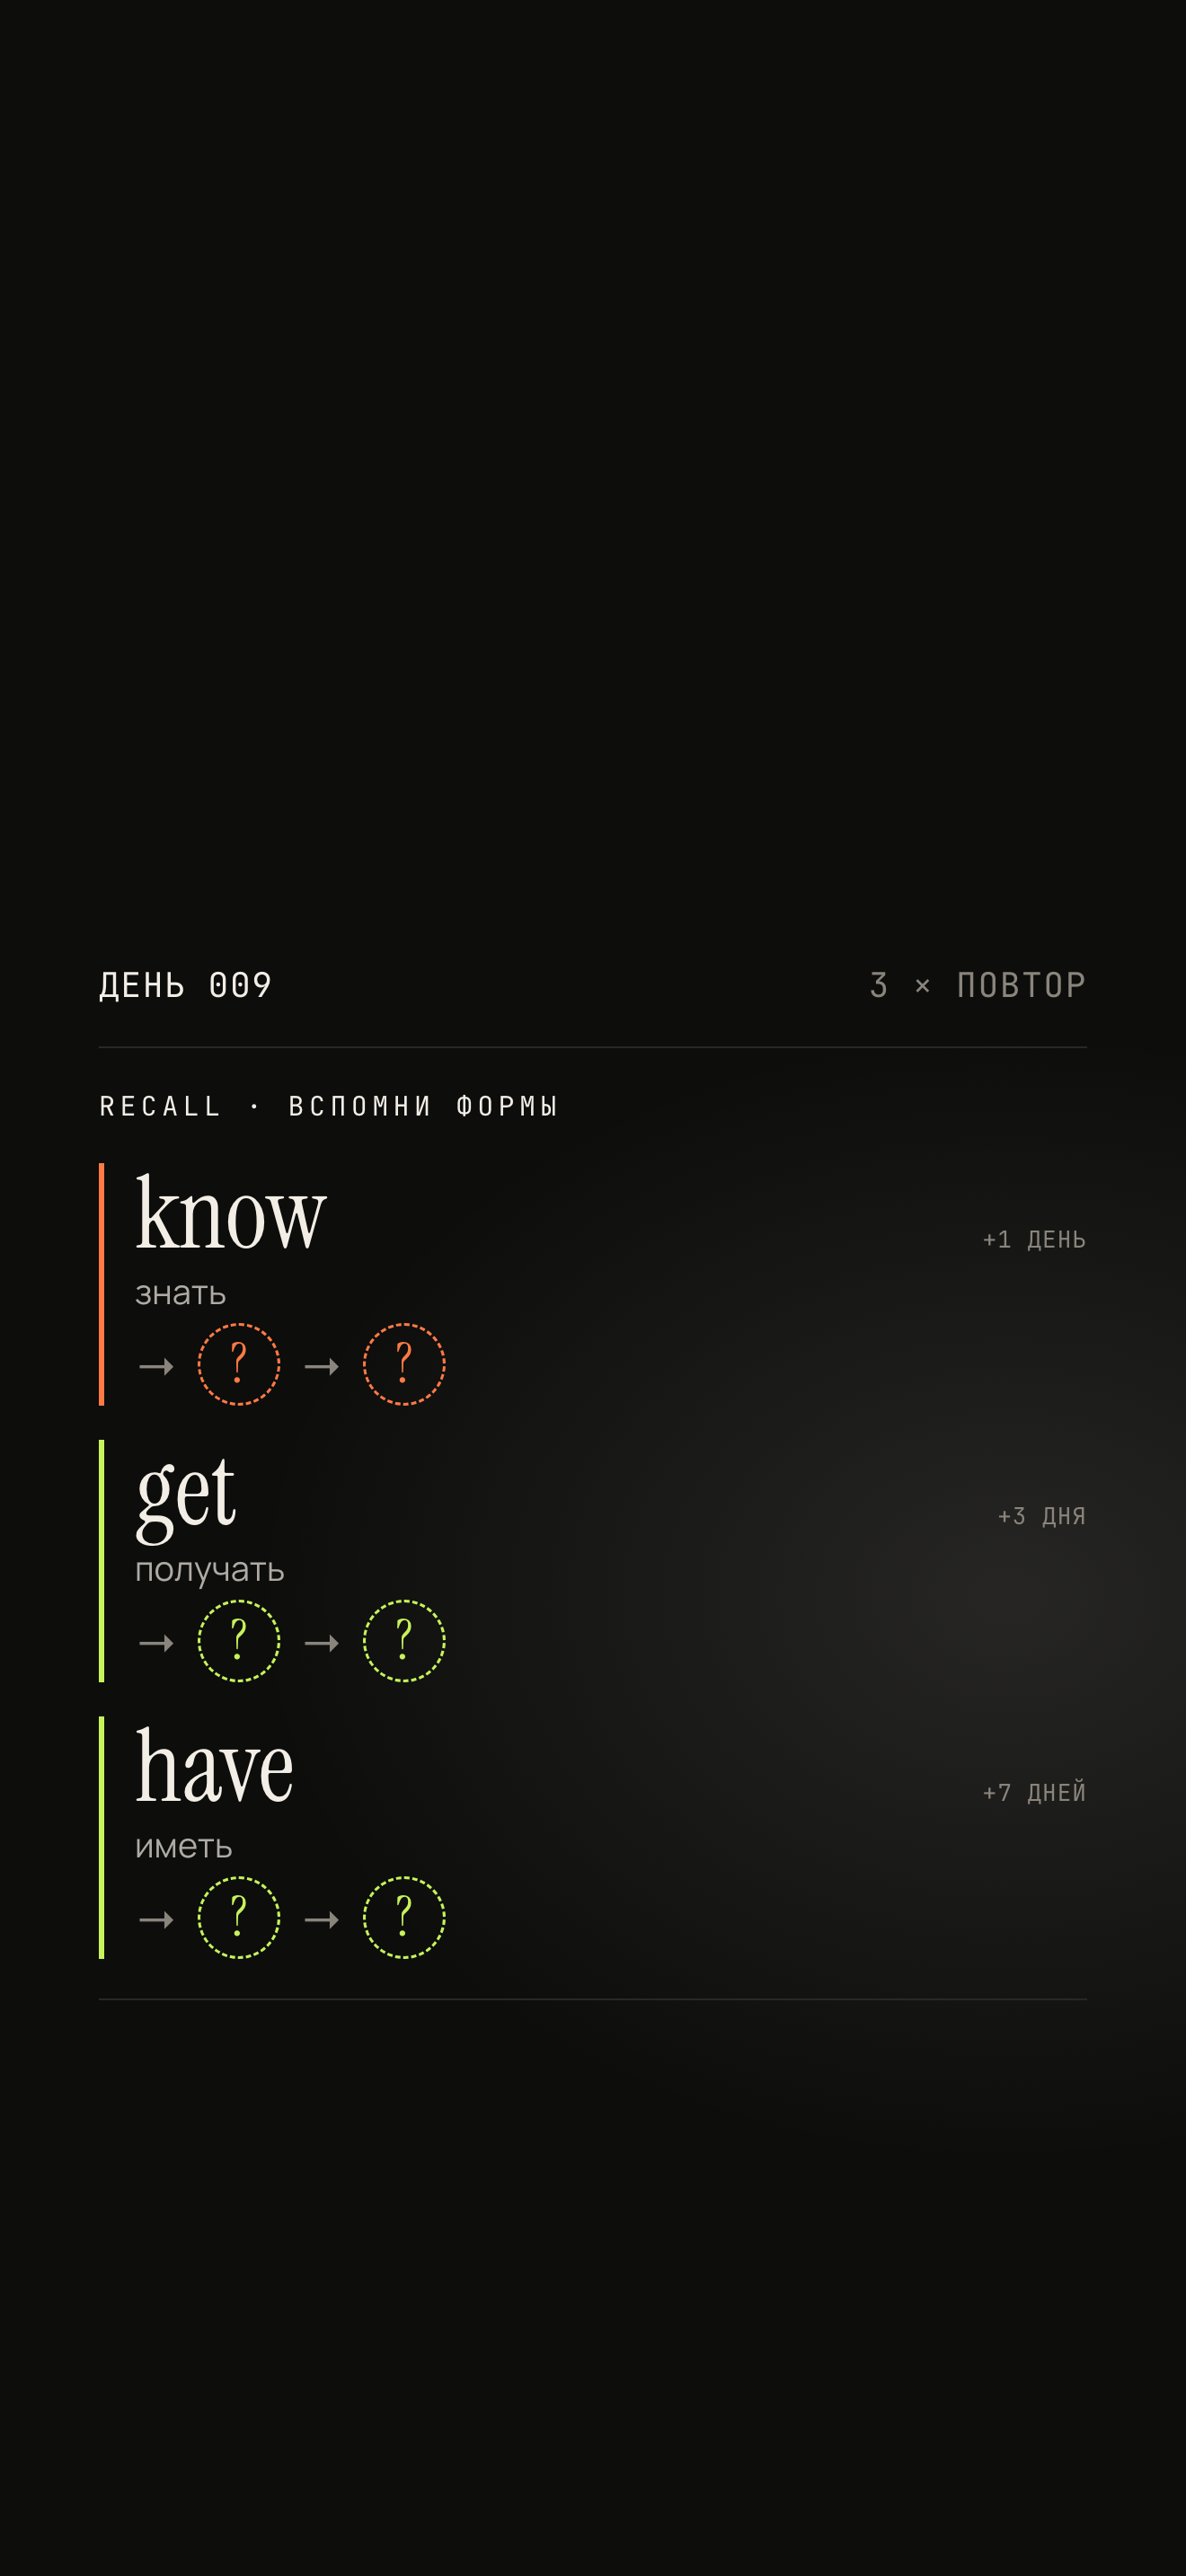 ДЕНЬ 009
3 × ПОВТОР
RECALL · ВСПОМНИ ФОРМЫ
know
+1 ДЕНЬ
знать
→ ? → ?
get
+3 ДНЯ
получать
→ ? → ?
have
+7 ДНЕЙ
иметь
→ ? → ?